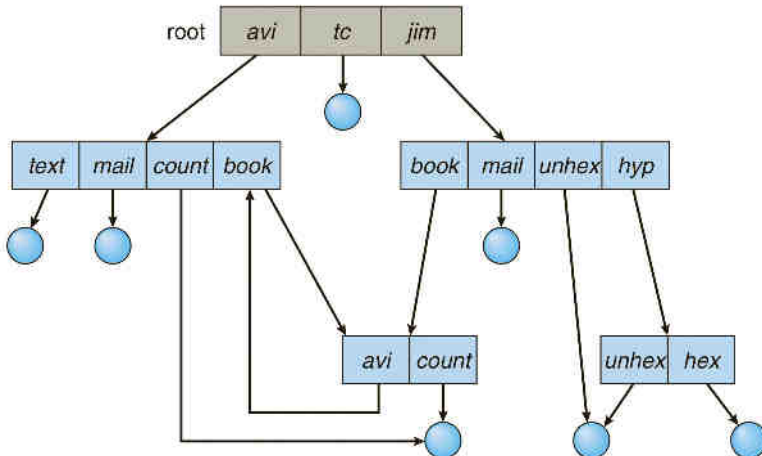 root avi tc jim
text mail count book book mail unhex hyp
avi count unhex hex